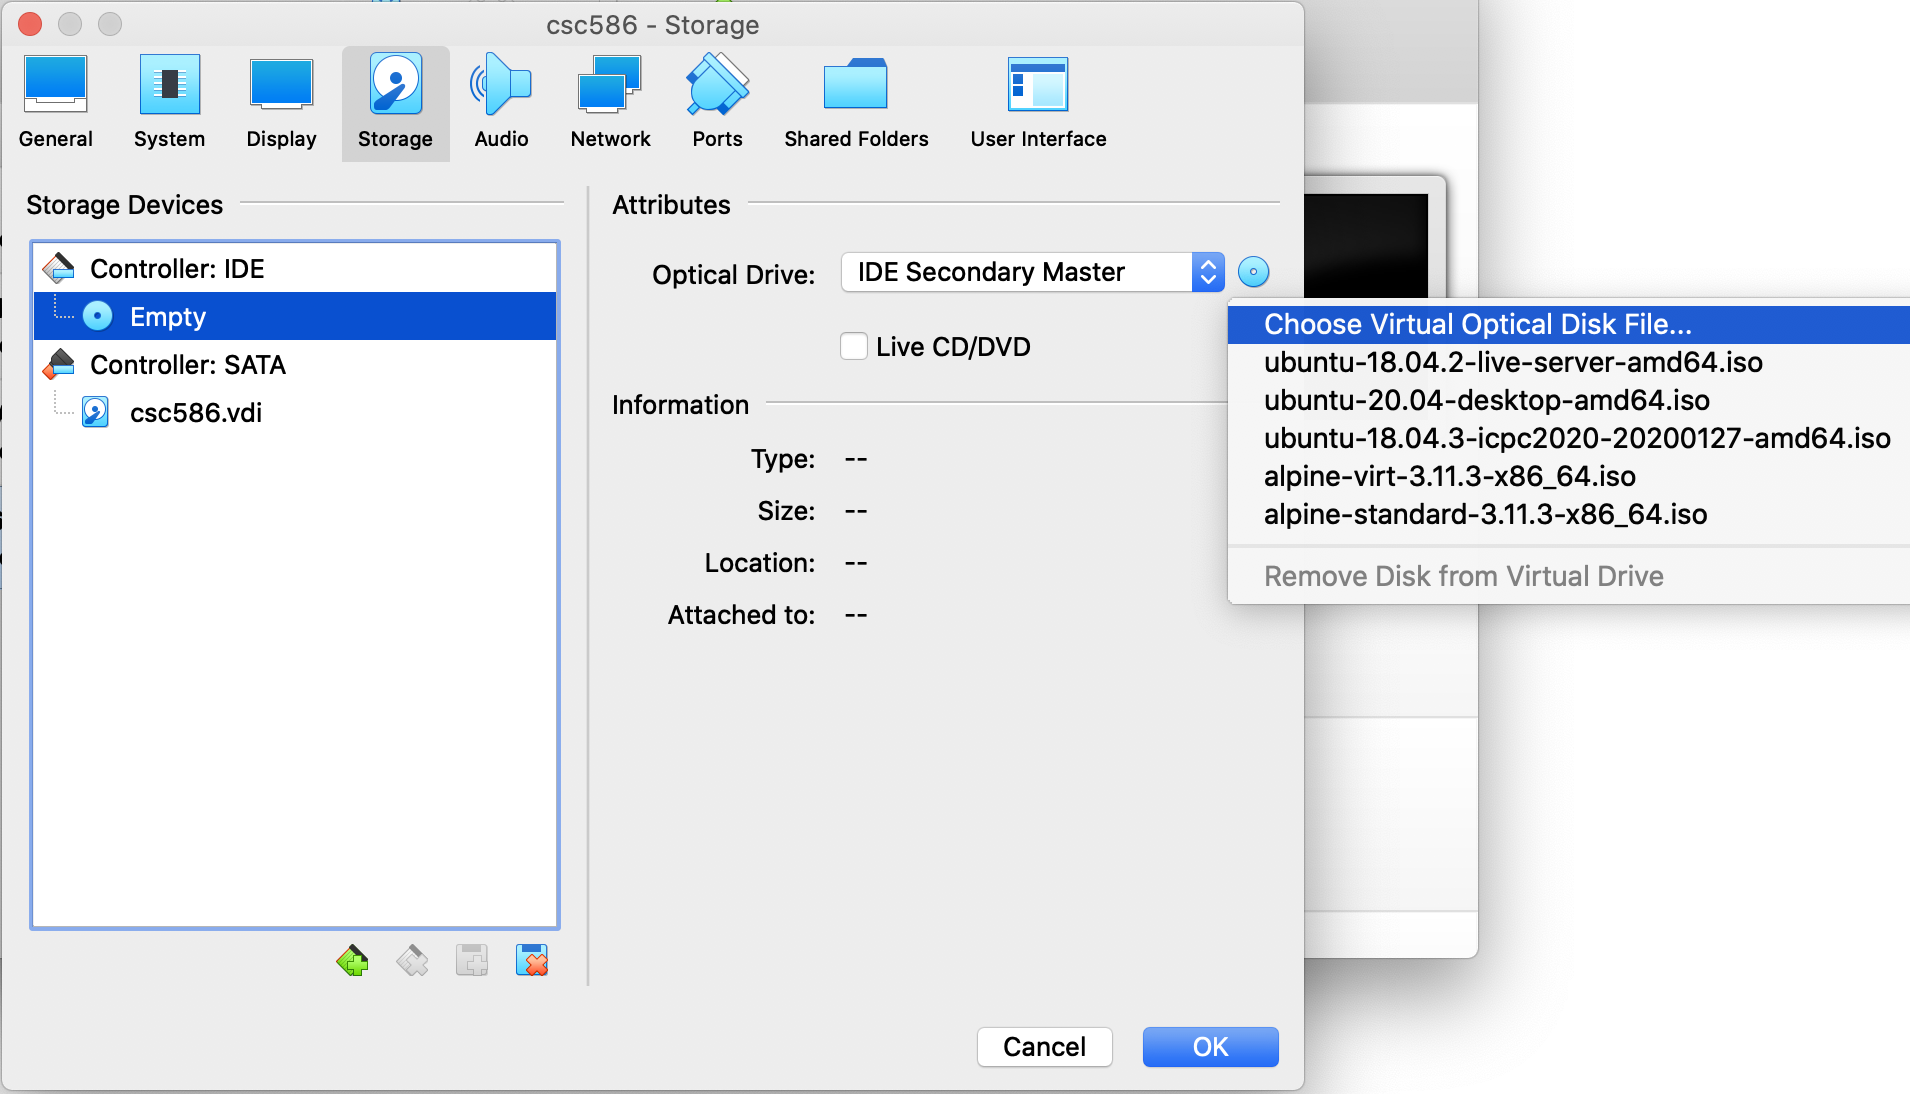 csc586 - Storage
General
System
Display
Storage
Audio
Network
Ports
Shared Folders
User Interface
Storage Devices
Controller: IDE
Empty
Controller: SATA
csc586.vdi
Attributes
Optical Drive: IDE Secondary Master
Live CD/DVD
Information
Type: --
Size: --
Location: --
Attached to: --
Choose Virtual Optical Disk File...
ubuntu-18.04.2-live-server-amd64.iso
ubuntu-20.04-desktop-amd64.iso
ubuntu-18.04.3-icpc2020-20200127-amd64.iso
alpine-virt-3.11.3-x86_64.iso
alpine-standard-3.11.3-x86_64.iso
Remove Disk from Virtual Drive
Cancel
OK